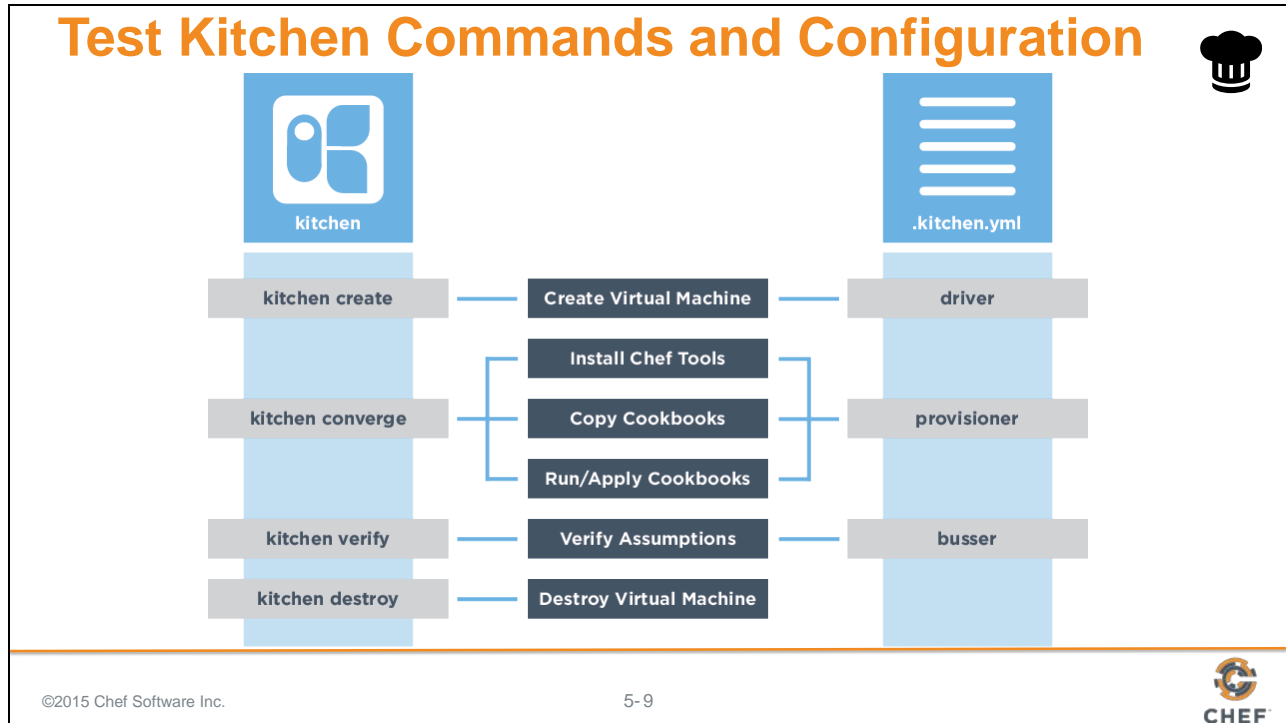 Test Kitchen Commands and Configuration
kitchen
.kitchen.yml
kitchen create
Create Virtual Machine
driver
Install Chef Tools
kitchen converge
Copy Cookbooks
provisioner
Run/Apply Cookbooks
kitchen verify
Verify Assumptions
busser
kitchen destroy
Destroy Virtual Machine
©2015 Chef Software Inc.
5-9
CHEF